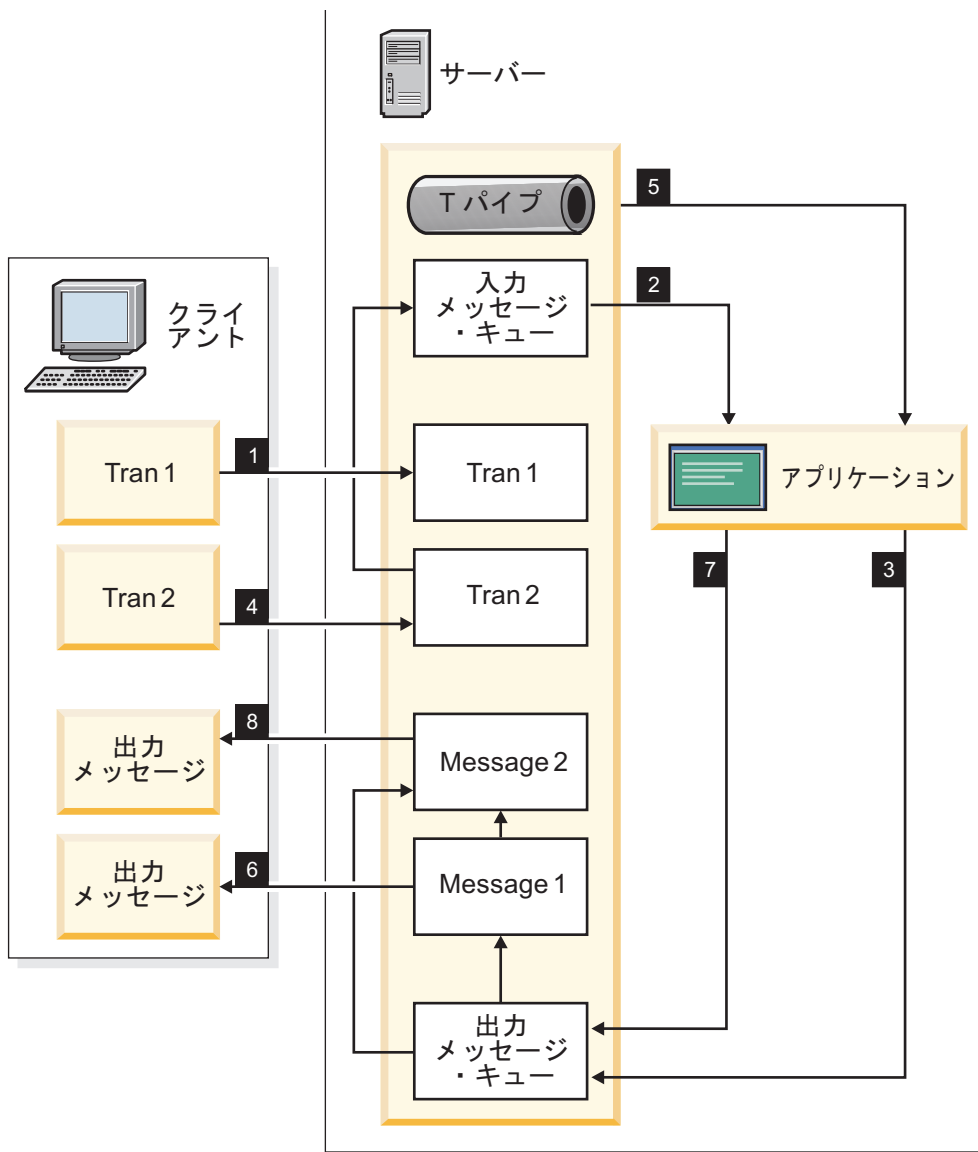 サーバー
T パイプ
5
入力
メッセージ
・キュー
2
クライ
アント
Tran 1
1
Tran 1
アプリケーション
Tran 2
4
Tran 2
7
3
出力
メッセージ
8
Message 2
出力
メッセージ
6
Message 1
出力
メッセージ
・キュー